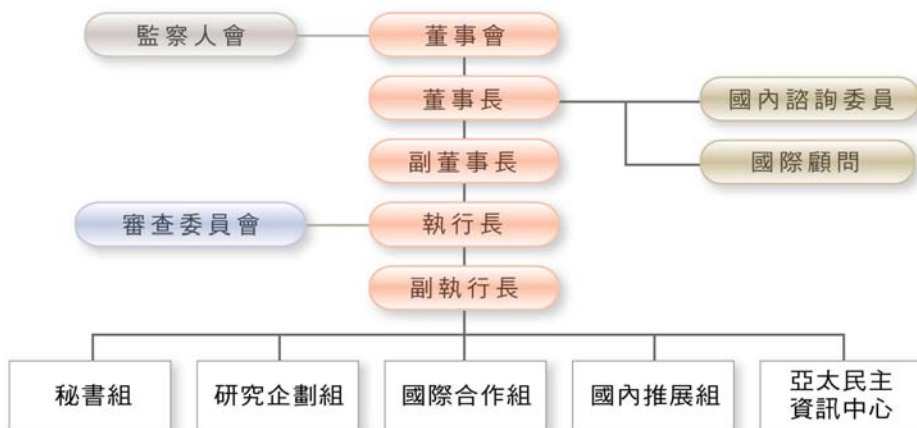 監察人會
董事會
董事長
國內諮詢委員
副董事長
國際顧問
審查委員會
執行長
副執行長
秘書組
研究企劃組
國際合作組
國內推展組
亞太民主
資訊中心